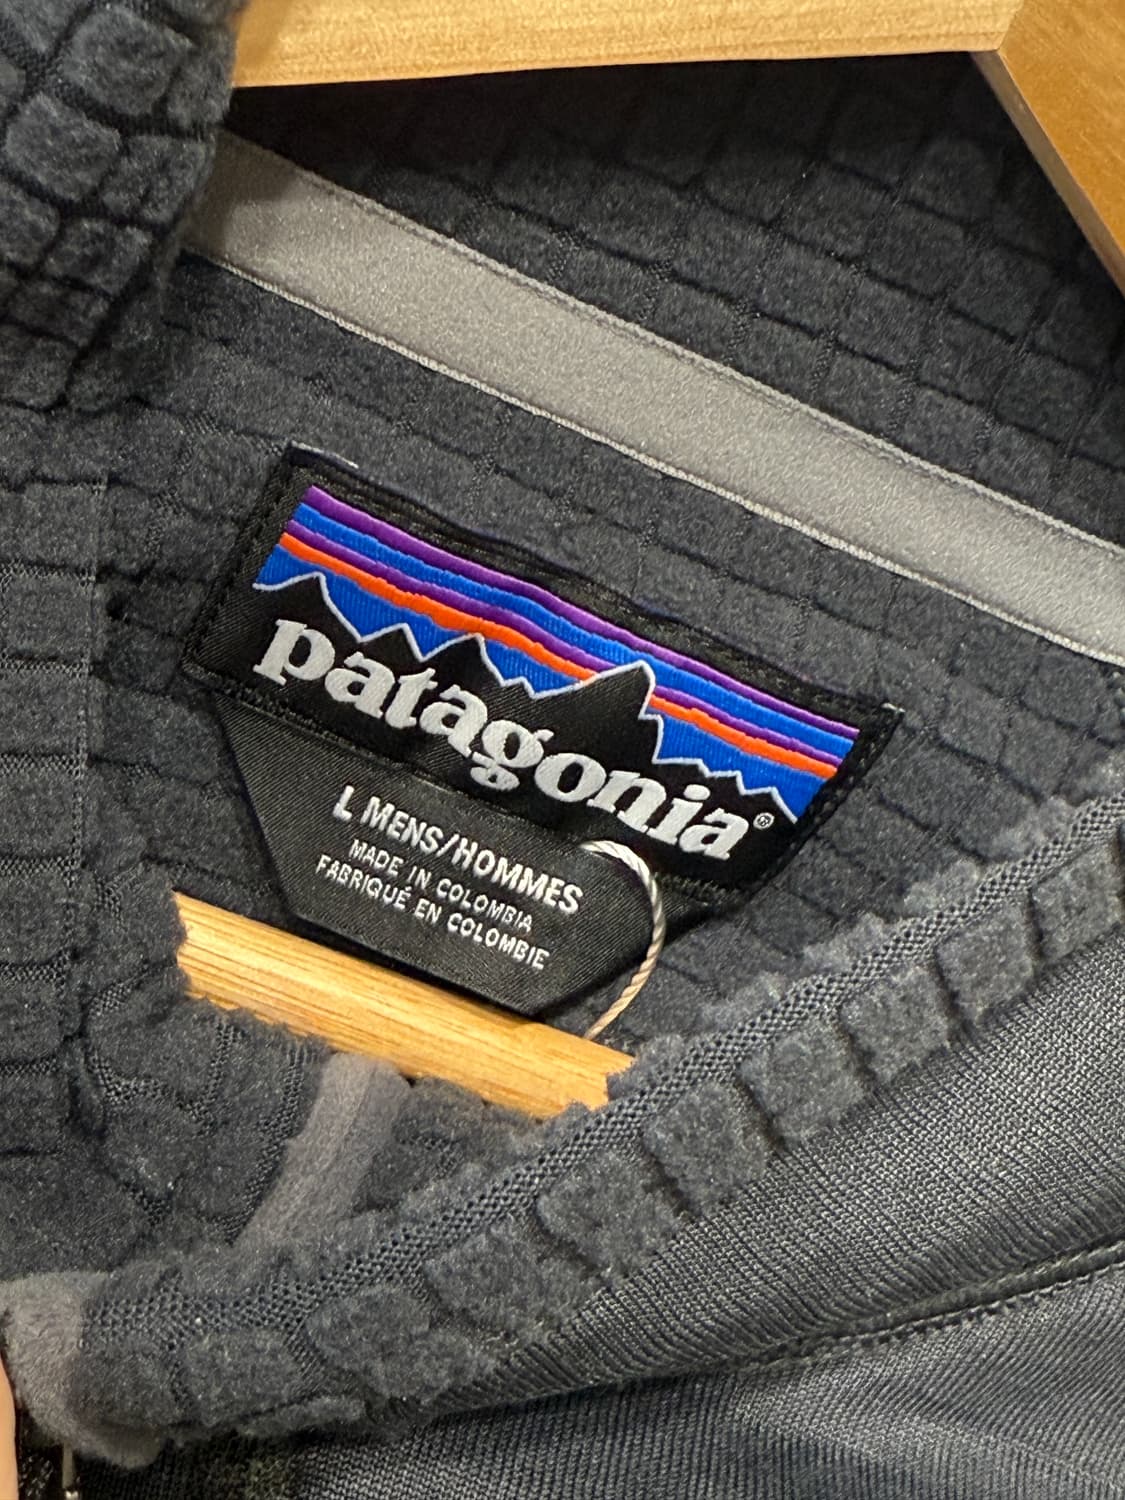 patagonia®
L MENS/HOMMES
MADE IN COLOMBIA
FABRIQUÉ EN COLOMBIE